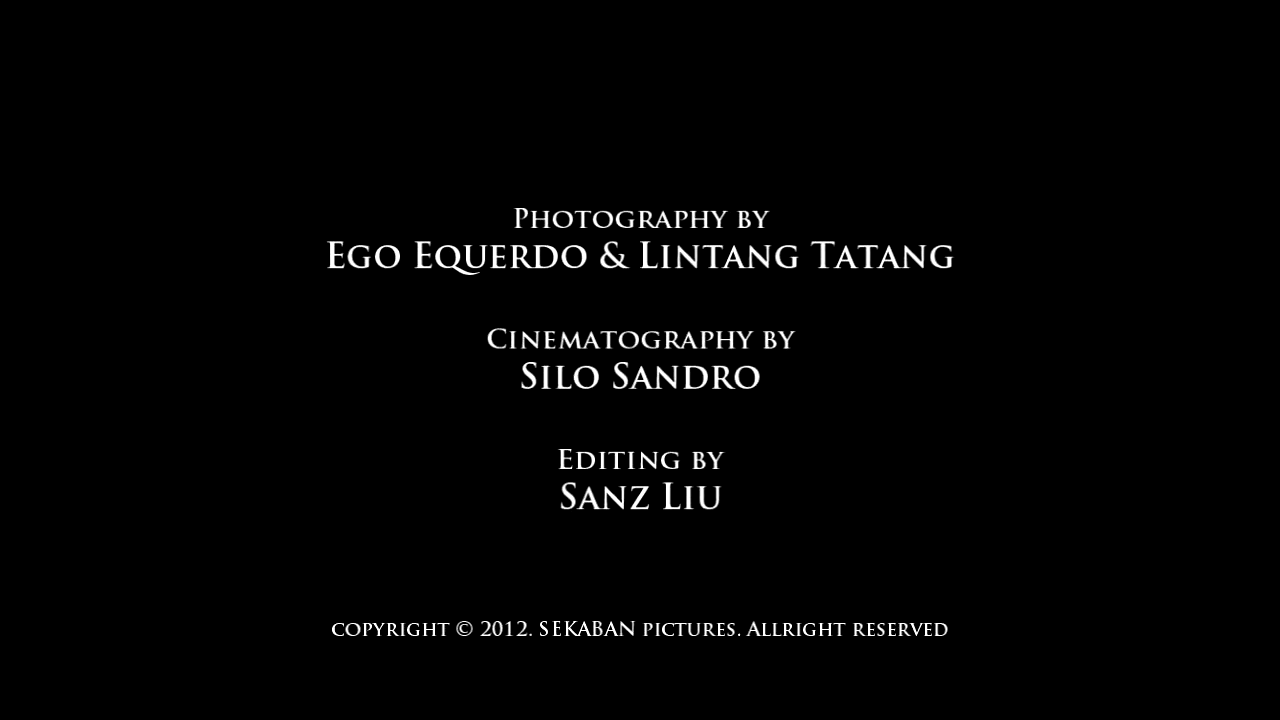 Photography by
Ego Equerdo & Lintang Tatang
Cinematography by
Silo Sandro
Editing by
Sanz Liu
copyright © 2012. SEKABAN pictures. Allright reserved